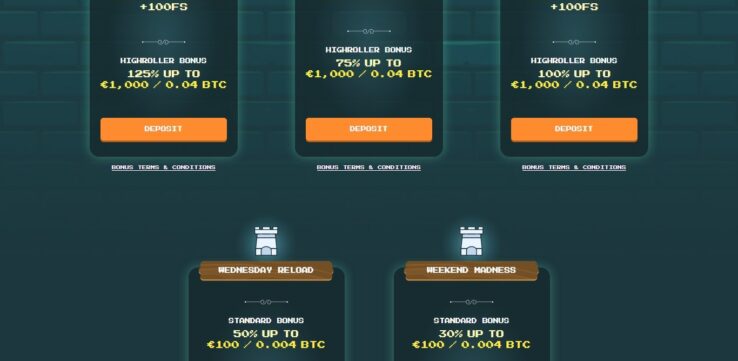 +100FS
+100FS
HIGHROLLER BONUS
125% UP TO
€1,000 / 0.04 BTC
DEPOSIT
BONUS TERMS & CONDITIONS
HIGHROLLER BONUS
75% UP TO
€1,000 / 0.04 BTC
DEPOSIT
BONUS TERMS & CONDITIONS
HIGHROLLER BONUS
100% UP TO
€1,000 / 0.04 BTC
DEPOSIT
BONUS TERMS & CONDITIONS
WEDNESDAY RELOAD
STANDARD BONUS
50% UP TO
€100 / 0.004 BTC
WEEKEND MADNESS
STANDARD BONUS
30% UP TO
€100 / 0.004 BTC